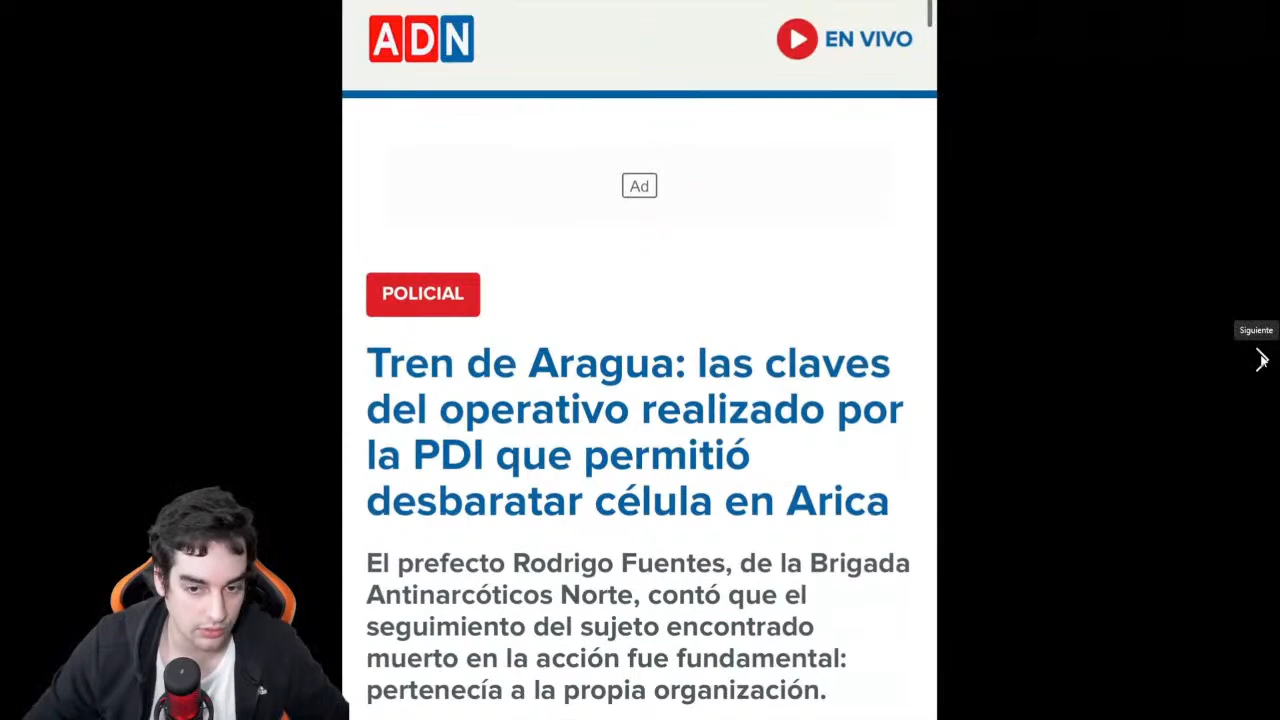 ADN
EN VIVO
Ad
POLICIAL
Tren de Aragua: las claves
del operativo realizado por
la PDI que permitió
desbaratar célula en Arica
El prefecto Rodrigo Fuentes, de la Brigada
Antinarcóticos Norte, contó que el
seguimiento del sujeto encontrado
muerto en la acción fue fundamental:
pertenecía a la propia organización.
Siguiente